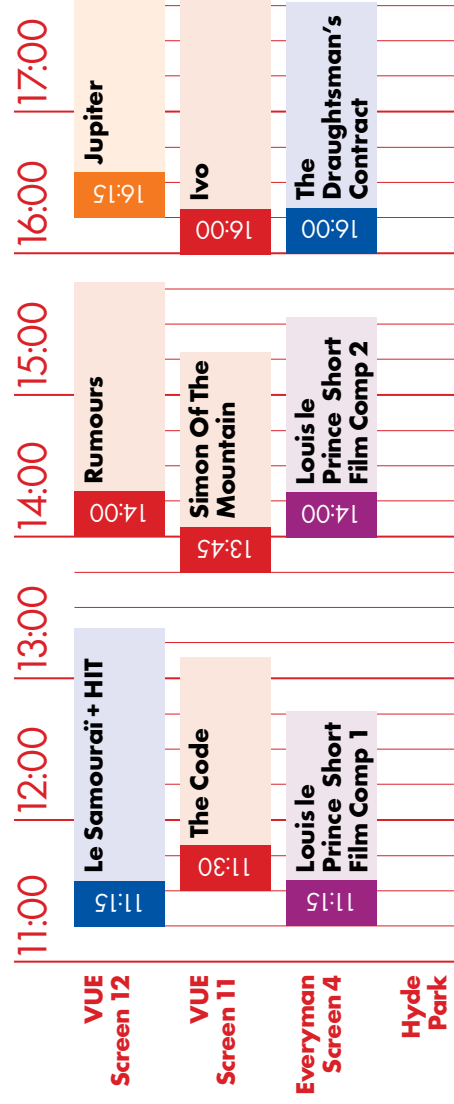 11:00
12:00
13:00
14:00
15:00
16:00
17:00
VUE
Screen 12
11:15
Le Samouraï + HIT
14:00
Rumours
16:15
Jupiter
VUE
Screen 11
11:30
The Code
13:45
Simon Of The
Mountain
16:00
Ivo
Everyman
Screen 4
11:15
Louis le
Prince Short
Film Comp 1
14:00
Louis le
Prince Short
Film Comp 2
16:00
The
Draughtsman's
Contract
Hyde
Park